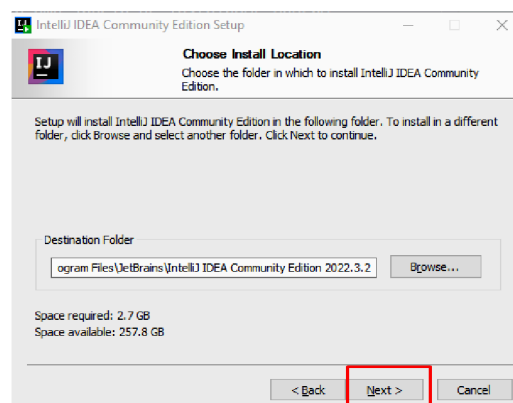 IntelliJ IDEA Community Edition Setup
IJ
Choose Install Location
Choose the folder in which to install IntelliJ IDEA Community
Edition.
Setup will install IntelliJ IDEA Community Edition in the following folder. To install in a different
folder, click Browse and select another folder. Click Next to continue.
Destination Folder
ogram Files\JetBrains\IntelliJ IDEA Community Edition 2022.3.2
Browse...
Space required: 2.7 GB
Space available: 257.8 GB
< Back
Next >
Cancel